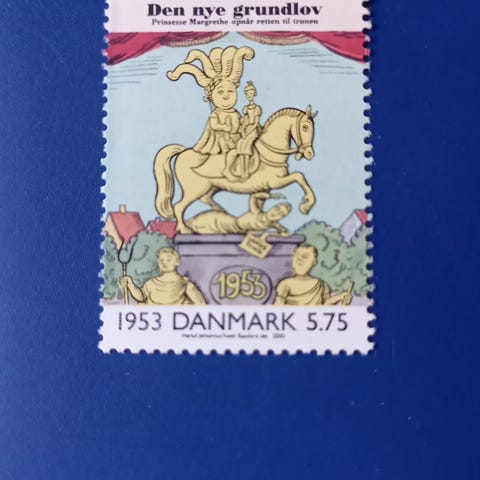 Den nye grundlov
Prinsesse Margrethe opnår retten til tronen
1953
1953 DANMARK 5.75